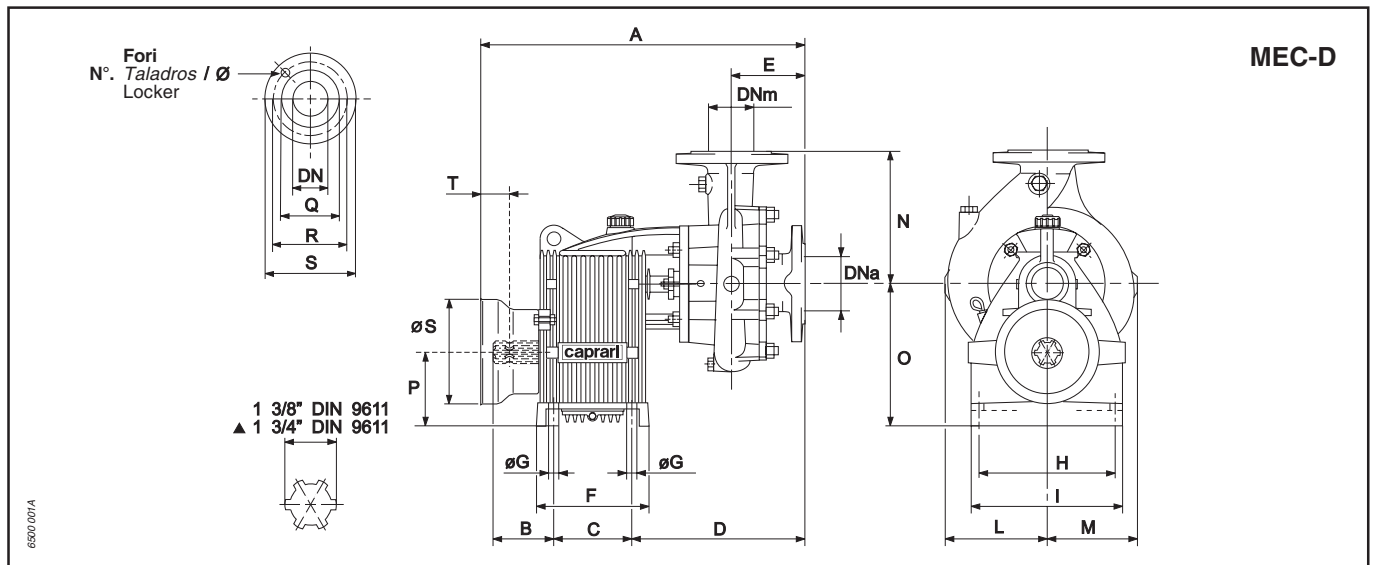 Fori
N°. Taladros / Ø
Locker
MEC-D
A
E
DNm
DN
Q
R
S
T
N
DNa
øS
caprari
P
O
1 3/8” DIN 9611
▲ 1 3/4” DIN 9611
øG
øG
F
H
I
B
C
D
L
M
6500 001A